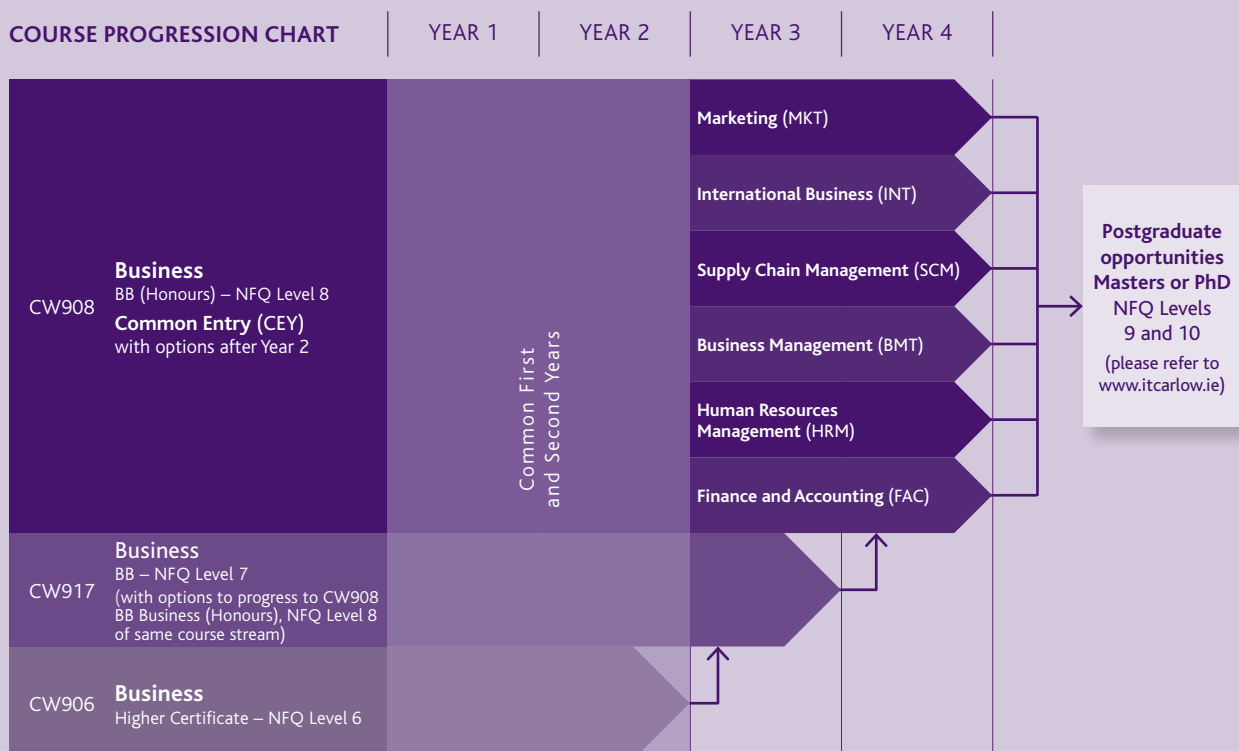 COURSE PROGRESSION CHART
YEAR 1
YEAR 2
YEAR 3
YEAR 4
CW908
Business
BB (Honours) – NFQ Level 8
Common Entry (CEY)
with options after Year 2
Common First
and Second Years
Marketing (MKT)
International Business (INT)
Supply Chain Management (SCM)
Business Management (BMT)
Human Resources
Management (HRM)
Finance and Accounting (FAC)
Postgraduate
opportunities
Masters or PhD
NFQ Levels
9 and 10
(please refer to
www.itcarlow.ie)
CW917
Business
BB – NFQ Level 7
(with options to progress to CW908
BB Business (Honours), NFQ Level 8
of same course stream)
CW906
Business
Higher Certificate – NFQ Level 6